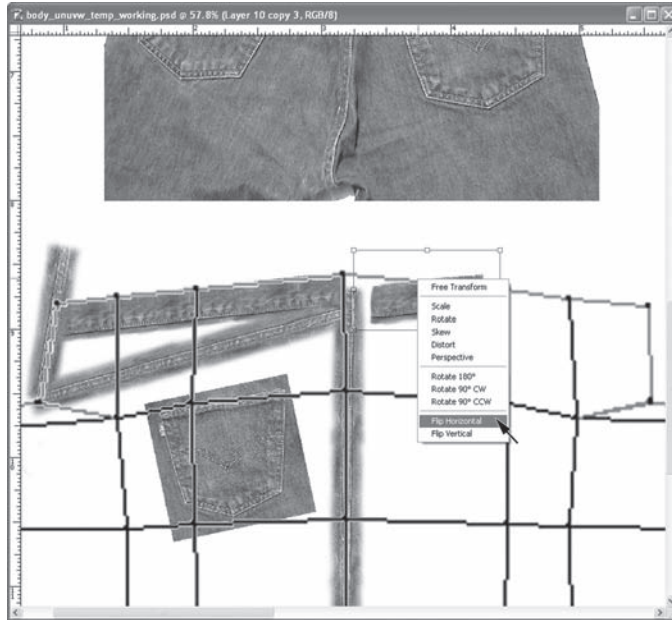 body_unuvw_temp_working.psd @ 57.8% (Layer 10 copy 3, RGB/8)
Free Transform
Scale
Rotate
Skew
Distort
Perspective
Rotate 180°
Rotate 90° CW
Rotate 90° CCW
Flip Horizontal
Flip Vertical